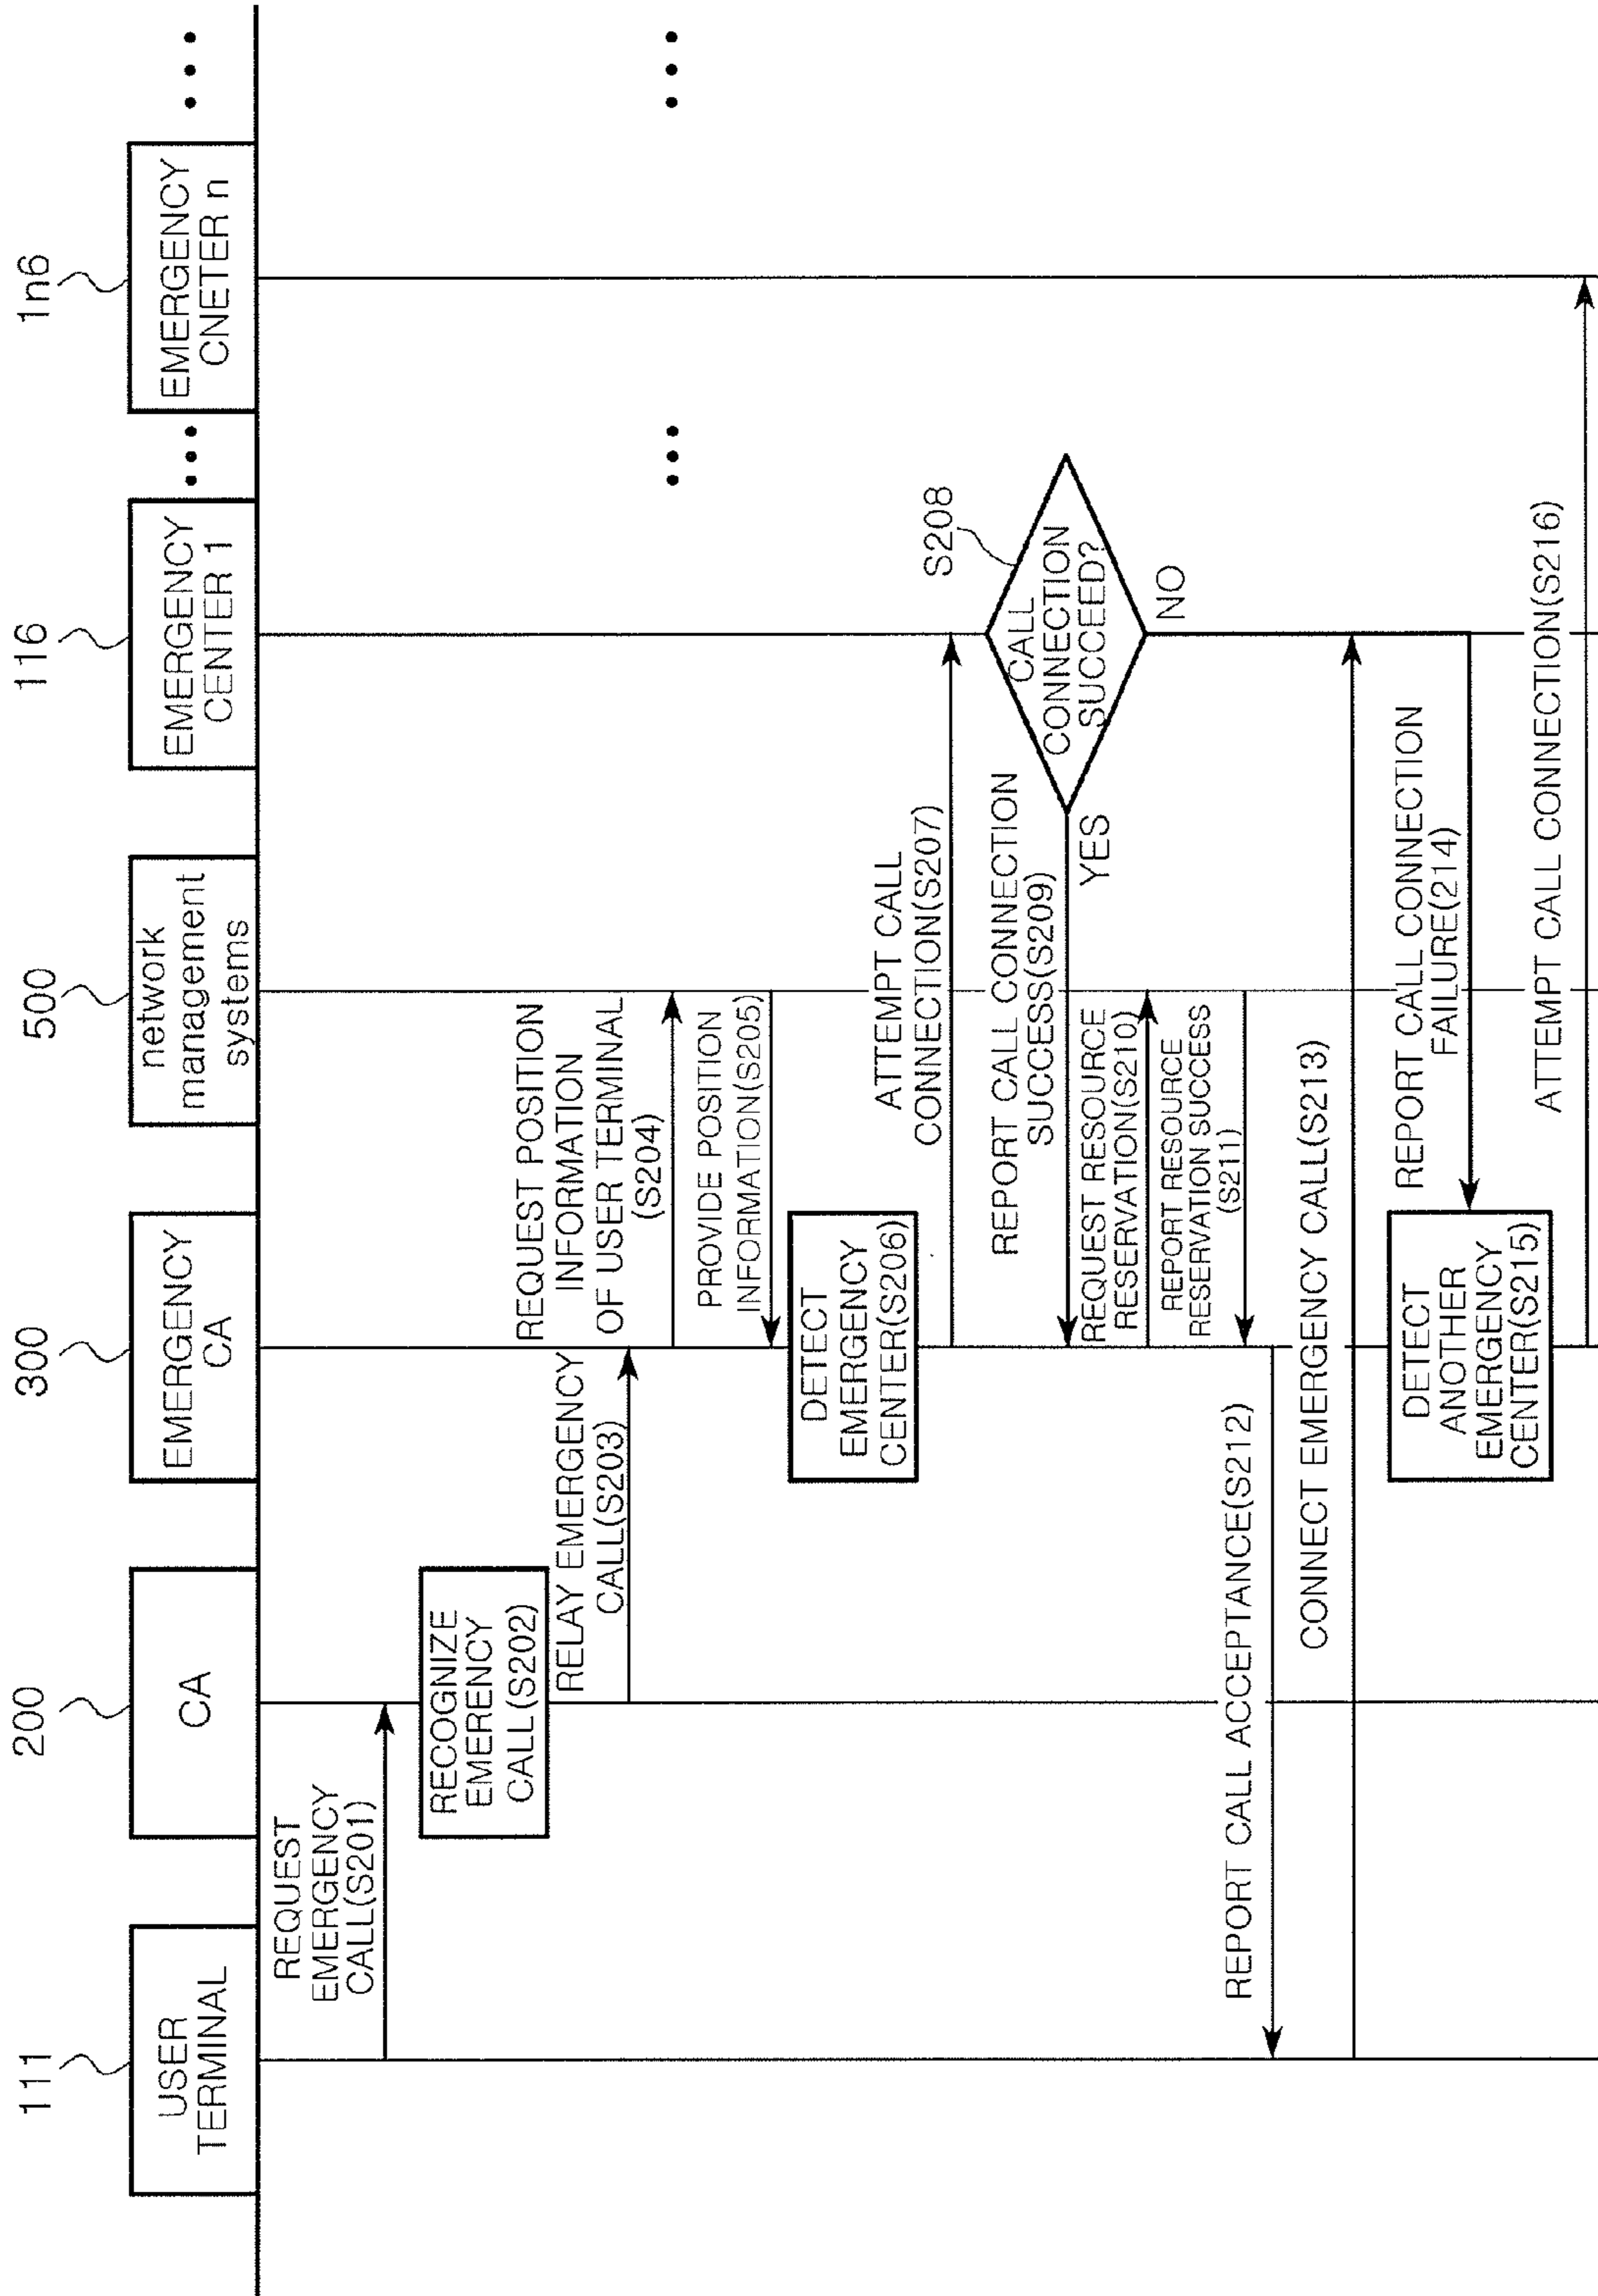 111
200
300
500
116
1n6
USER
TERMINAL
CA
EMERGENCY
CA
network
management
systems
EMERGENCY
CENTER 1
•••
EMERGENCY
CNETER n
•••
REQUEST
EMERGENCY
CALL(S201)
RECOGNIZE
EMERENCY
CALL(S202)
RELAY EMERGENCY
CALL(S203)
REQUEST POSITION
INFORMATION
OF USER TERMINAL
(S204)
•••
•••
PROVIDE POSITION
INFORMATION(S205)
DETECT
EMERGENCY
CENTER(S206)
ATTEMPT CALL
CONNECTION(S207)
S208
CALL
CONNECTION
SUCCEED?
YES
NO
REPORT CALL CONNECTION
SUCCESS(S209)
REQUEST RESOURCE
RESERVATION(S210)
REPORT RESOURCE
RESERVATION SUCCESS
(S211)
REPORT CALL ACCEPTANCE(S212)
CONNECT EMERGENCY CALL(S213)
REPORT CALL CONNECTION
FAILURE(214)
DETECT
ANOTHER
EMERGENCY
CENTER(S215)
ATTEMPT CALL CONNECTION(S216)